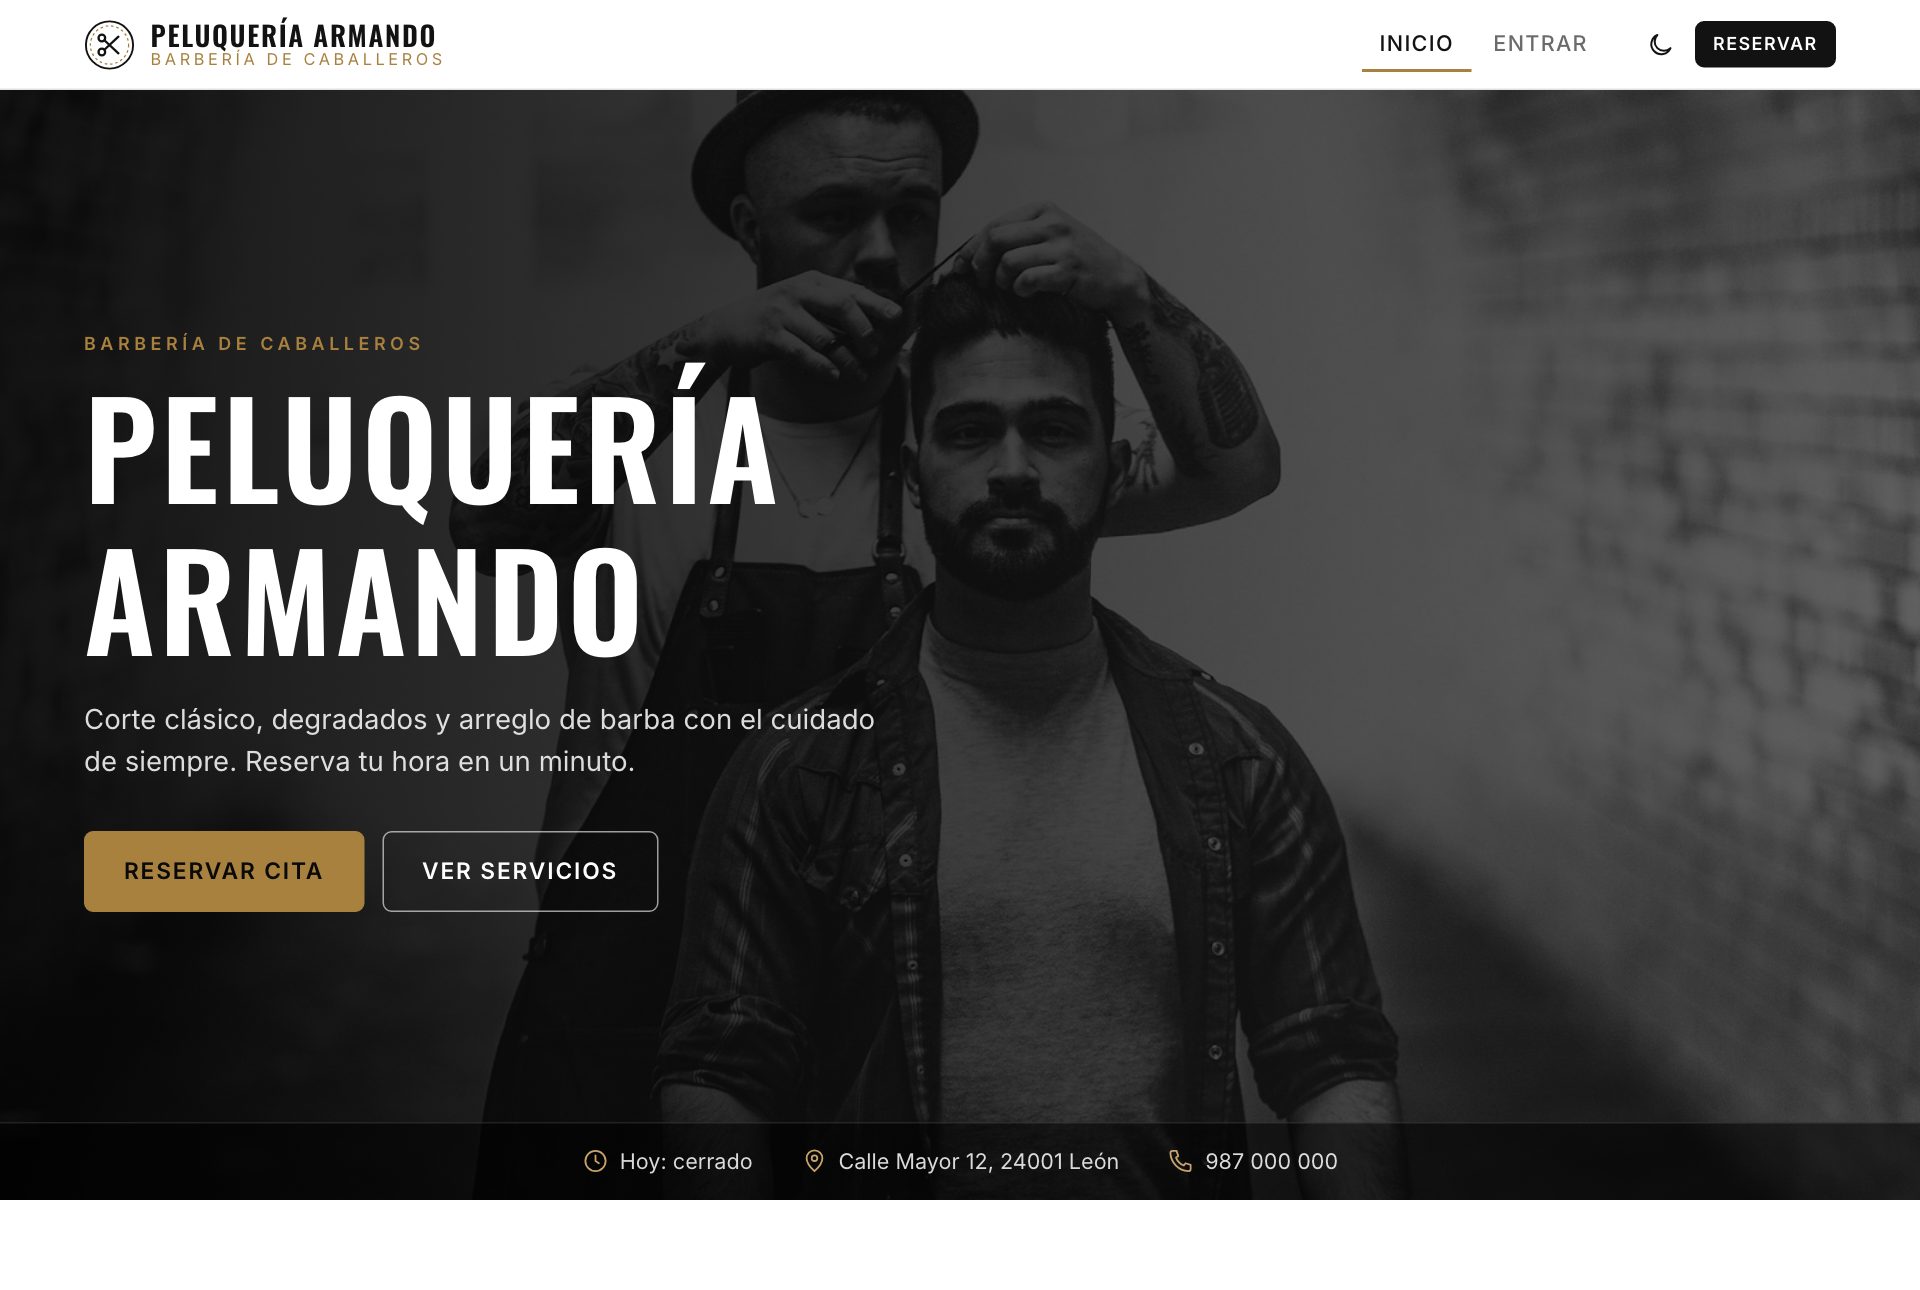 PELUQUERÍA ARMANDO
BARBERÍA DE CABALLEROS
INICIO
ENTRAR
RESERVAR
BARBERÍA DE CABALLEROS
PELUQUERÍA
ARMANDO
Corte clásico, degradados y arreglo de barba con el cuidado
de siempre. Reserva tu hora en un minuto.
RESERVAR CITA
VER SERVICIOS
Hoy: cerrado
Calle Mayor 12, 24001 León
987 000 000